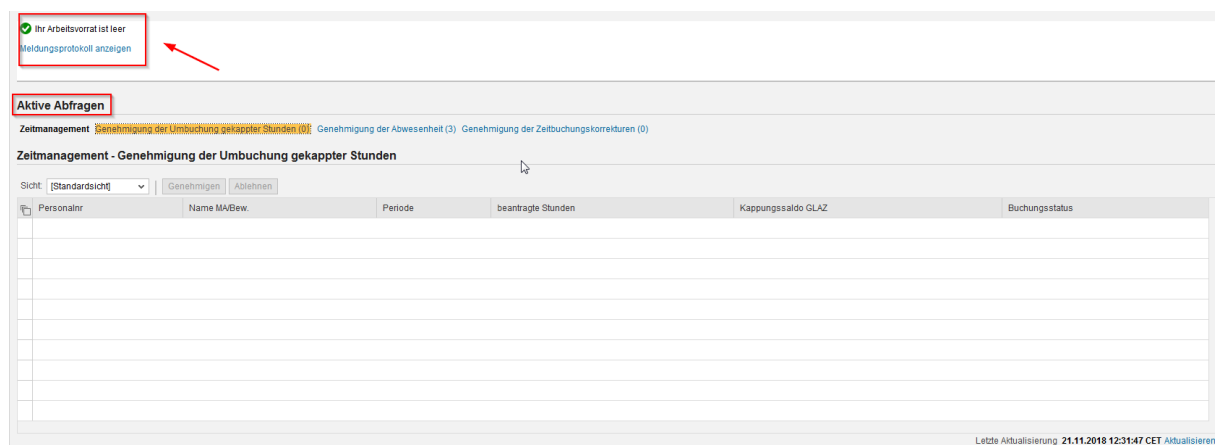 Ihr Arbeitsvorrat ist leer
Meldungsprotokoll anzeigen
Aktive Abfragen
Zeitmanagement Genehmigung der Umbuchung gekappter Stunden (0) Genehmigung der Abwesenheit (3) Genehmigung der Zeitbuchungskorrekturen (0)
Zeitmanagement - Genehmigung der Umbuchung gekappter Stunden
Sicht: [Standardsicht] Genehmigen Ablehnen
Personalnr Name MA/Bew. Periode beantragte Stunden Kappungssaldo GLAZ Buchungsstatus
Letzte Aktualisierung 21.11.2018 12:31:47 CET Aktualisieren